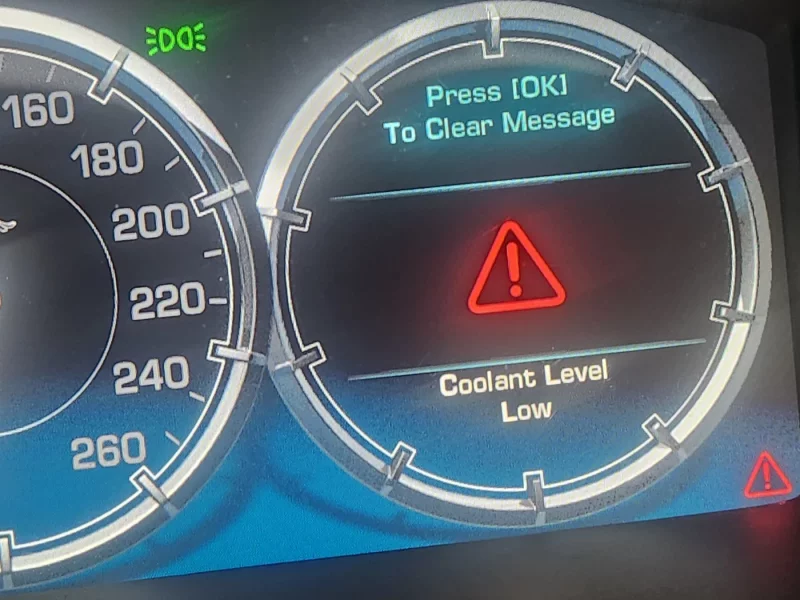 160
180
200
220
240
260
Press [OK]
To Clear Message
Coolant Level
Low